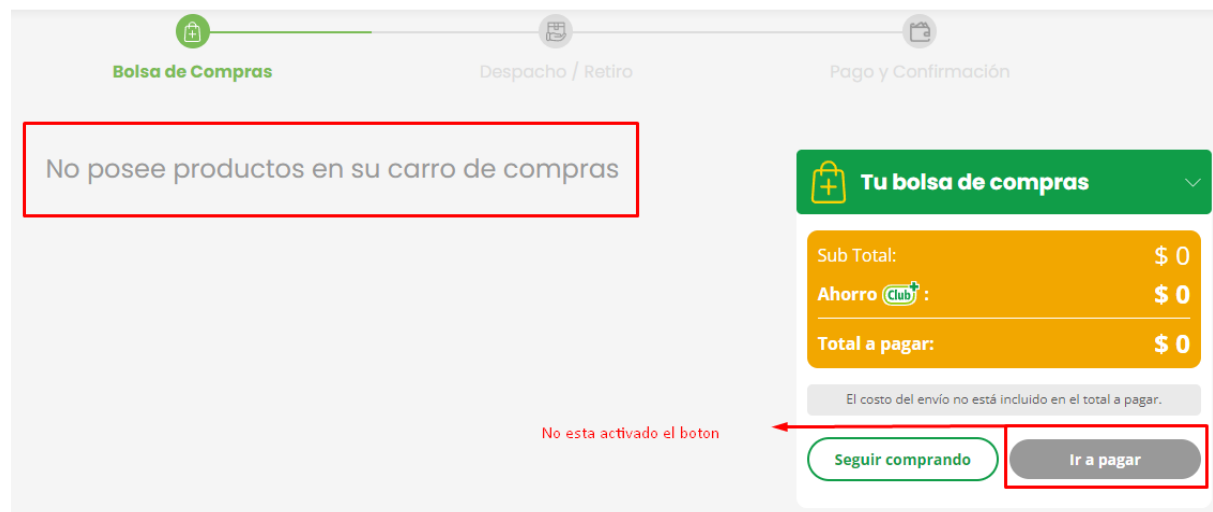 Bolsa de Compras
Despacho / Retiro
Pago y Confirmación
No posee productos en su carro de compras
Tu bolsa de compras
Sub Total: $ 0
Ahorro Club+ : $ 0
Total a pagar: $ 0
El costo del envío no está incluido en el total a pagar.
No esta activado el boton
Seguir comprando
Ir a pagar